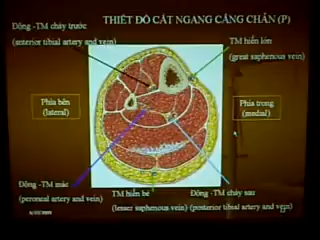 THIẾT ĐỒ CẮT NGANG CẲNG CHÂN (P)
Động -TM chày trước
(anterior tibial artery and vein)
TM hiển lớn
(great saphenous vein)
Phía bên
(lateral)
Phía trong
(medial)
Động -TM mác
(peroneal artery and vein)
TM hiển bé
(lesser saphenous vein)
Động -TM chày sau
(posterior tibial artery and vein)